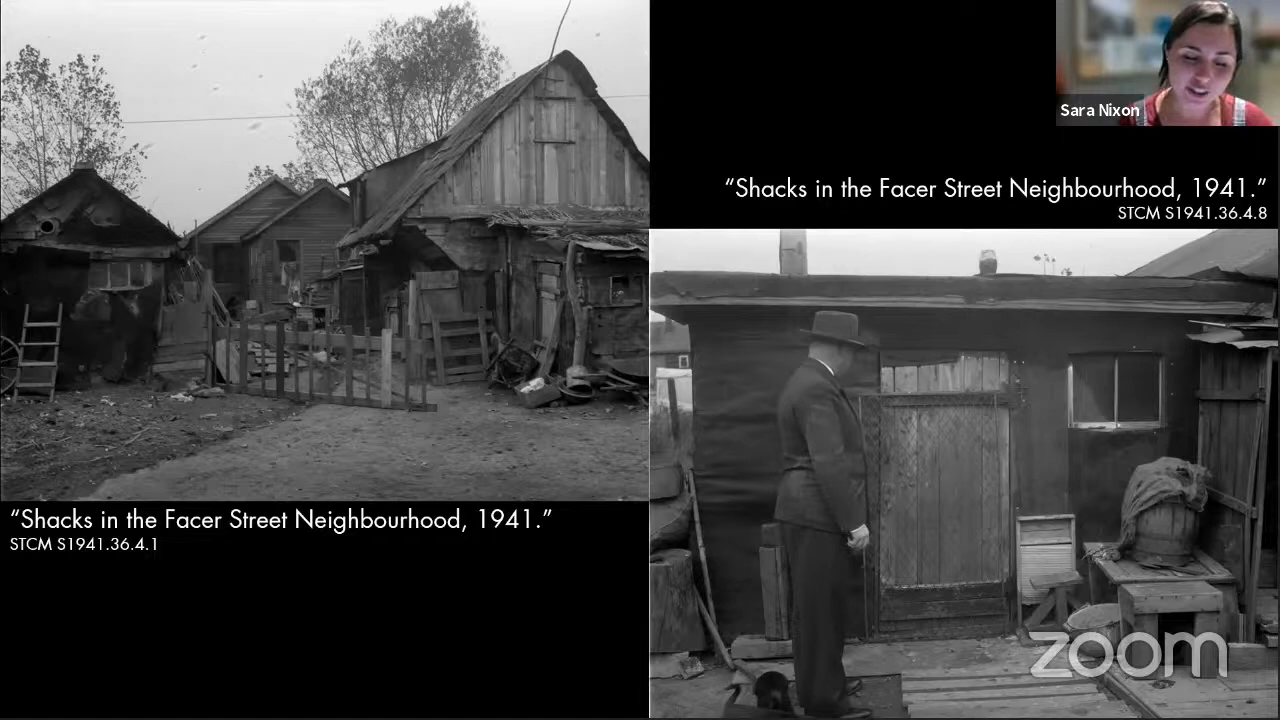 Sara Nixon
“Shacks in the Facer Street Neighbourhood, 1941.”
STCM S1941.36.4.8
“Shacks in the Facer Street Neighbourhood, 1941.”
STCM S1941.36.4.1
zoom